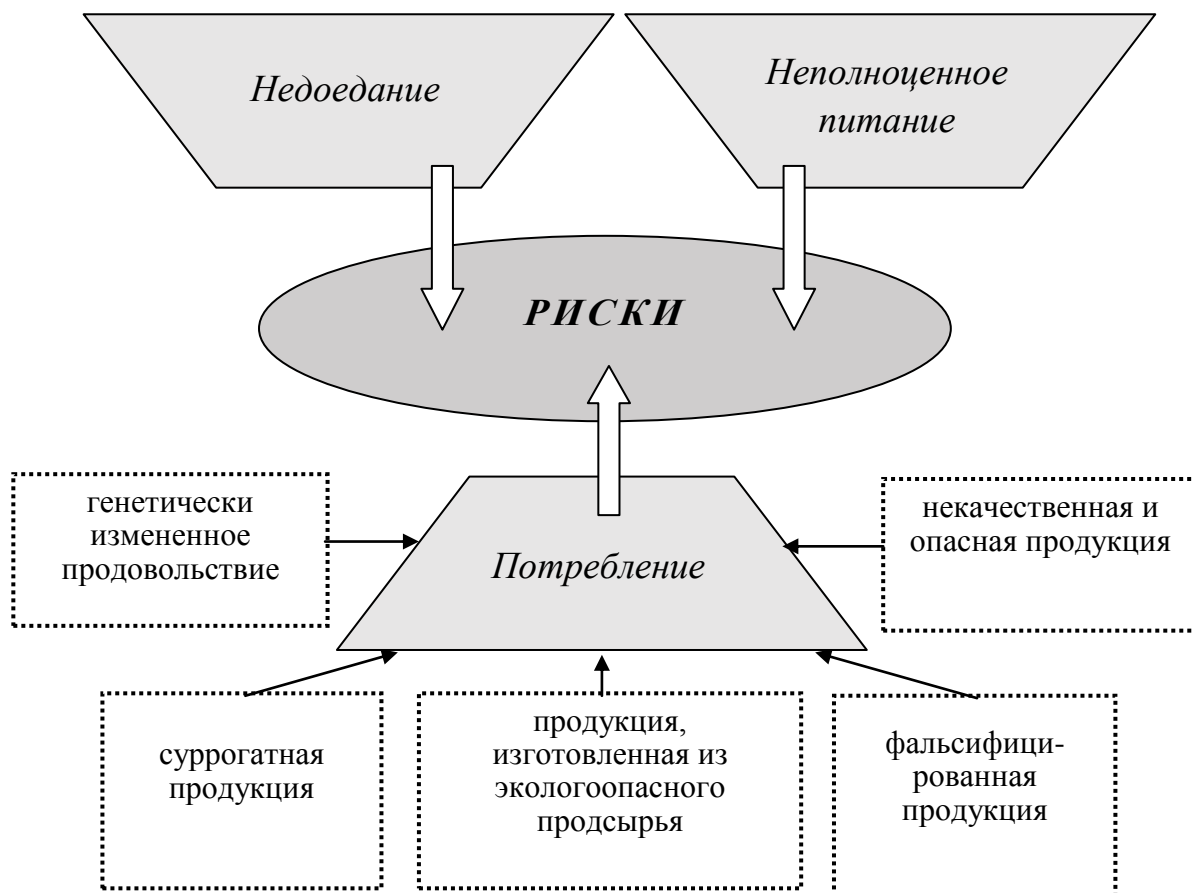 Недоедание
Неполноценное
питание
РИСКИ
генетически
измененное
продовольствие
Потребление
некачественная и
опасная продукция
суррогатная
продукция
продукция,
изготовленная из
экологоопасного
продсырья
фальсифици-
рованная
продукция